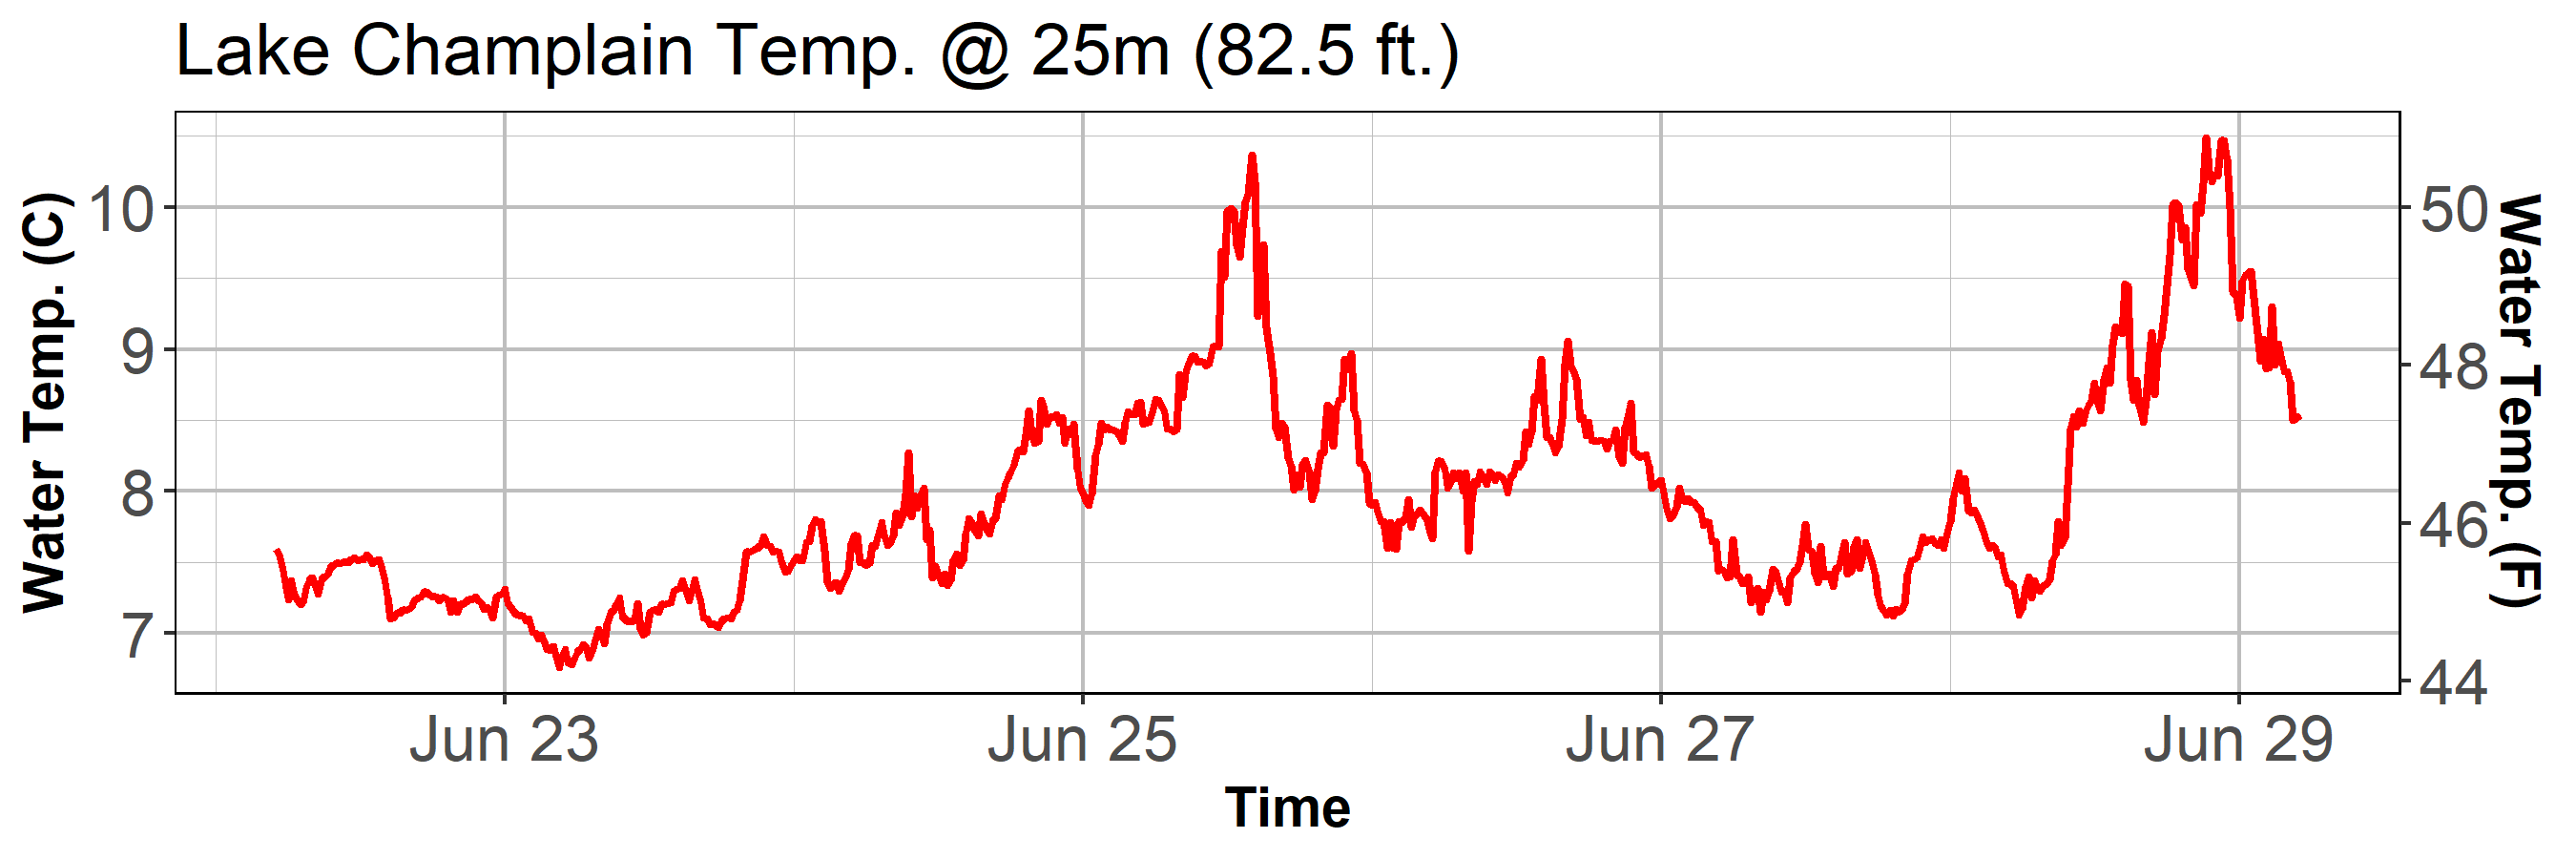 Lake Champlain Temp. @ 25m (82.5 ft.)
Water Temp. (C)
10
9
8
7
50
48
46
44
Water Temp. (F)
Jun 23
Jun 25
Jun 27
Jun 29
Time